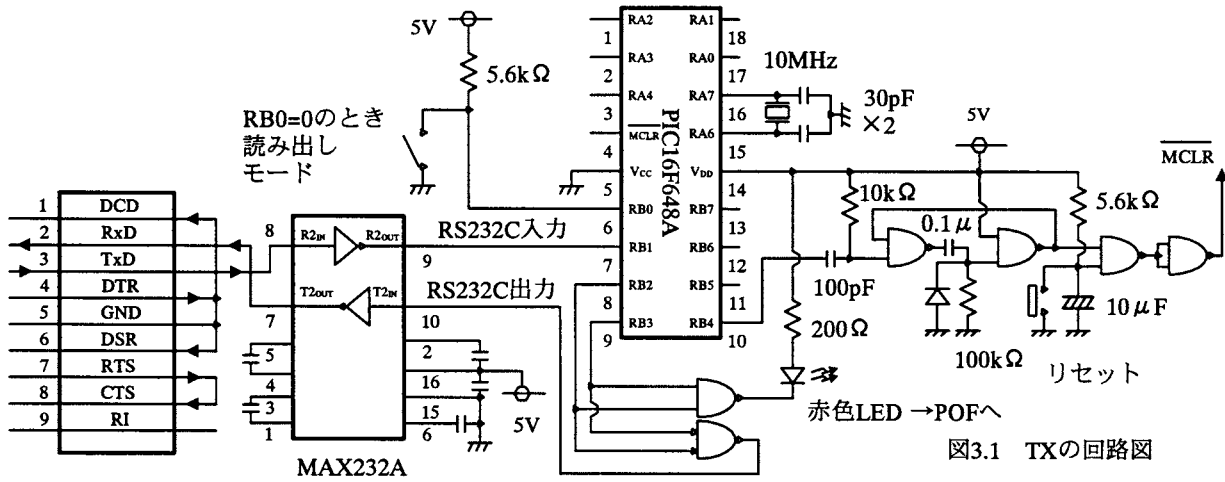 5V
5.6kΩ
RB0=0のとき
読み出し
モード
1 DCD
2 RxD
3 TxD
4 DTR
5 GND
6 DSR
7 RTS
8 CTS
9 RI
8 R2IN R2OUT 9
RS232C入力
7 T2OUT T2IN 10
RS232C出力
5
4
3
1
2
16
15
6
5V
MAX232A
PIC16F648A
RA2 1
RA3 2
RA4 3
MCLR 4
VCC 5
RB0 6
RB1 7
RB2 8
RB3 9
RA1 18
RA0 17
RA7 16
RA6 15
VDD 14
RB7 13
RB6 12
RB5 11
RB4 10
10MHz
30pF
×2
5V
MCLR
10kΩ
0.1μ
5.6kΩ
100pF
200Ω
100kΩ
10μF
リセット
赤色LED →POFへ
図3.1 TXの回路図